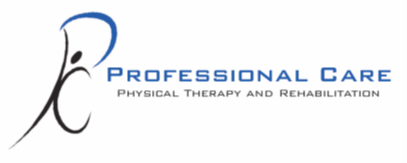 Professional Care
Physical Therapy and Rehabilitation